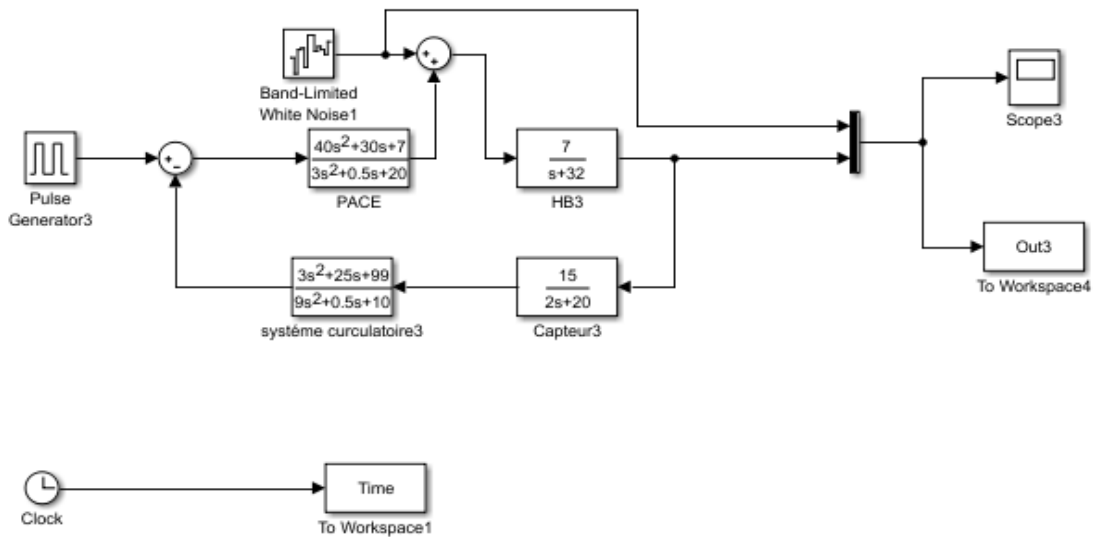 +
+
Band-Limited
White Noise1
Scope3
+
-
40s²+30s+7
3s²+0.5s+20
PACE
7
s+32
HB3
Pulse
Generator3
Out3
To Workspace4
3s²+25s+99
9s²+0.5s+10
systéme curculatoire3
15
2s+20
Capteur3
Clock
Time
To Workspace1